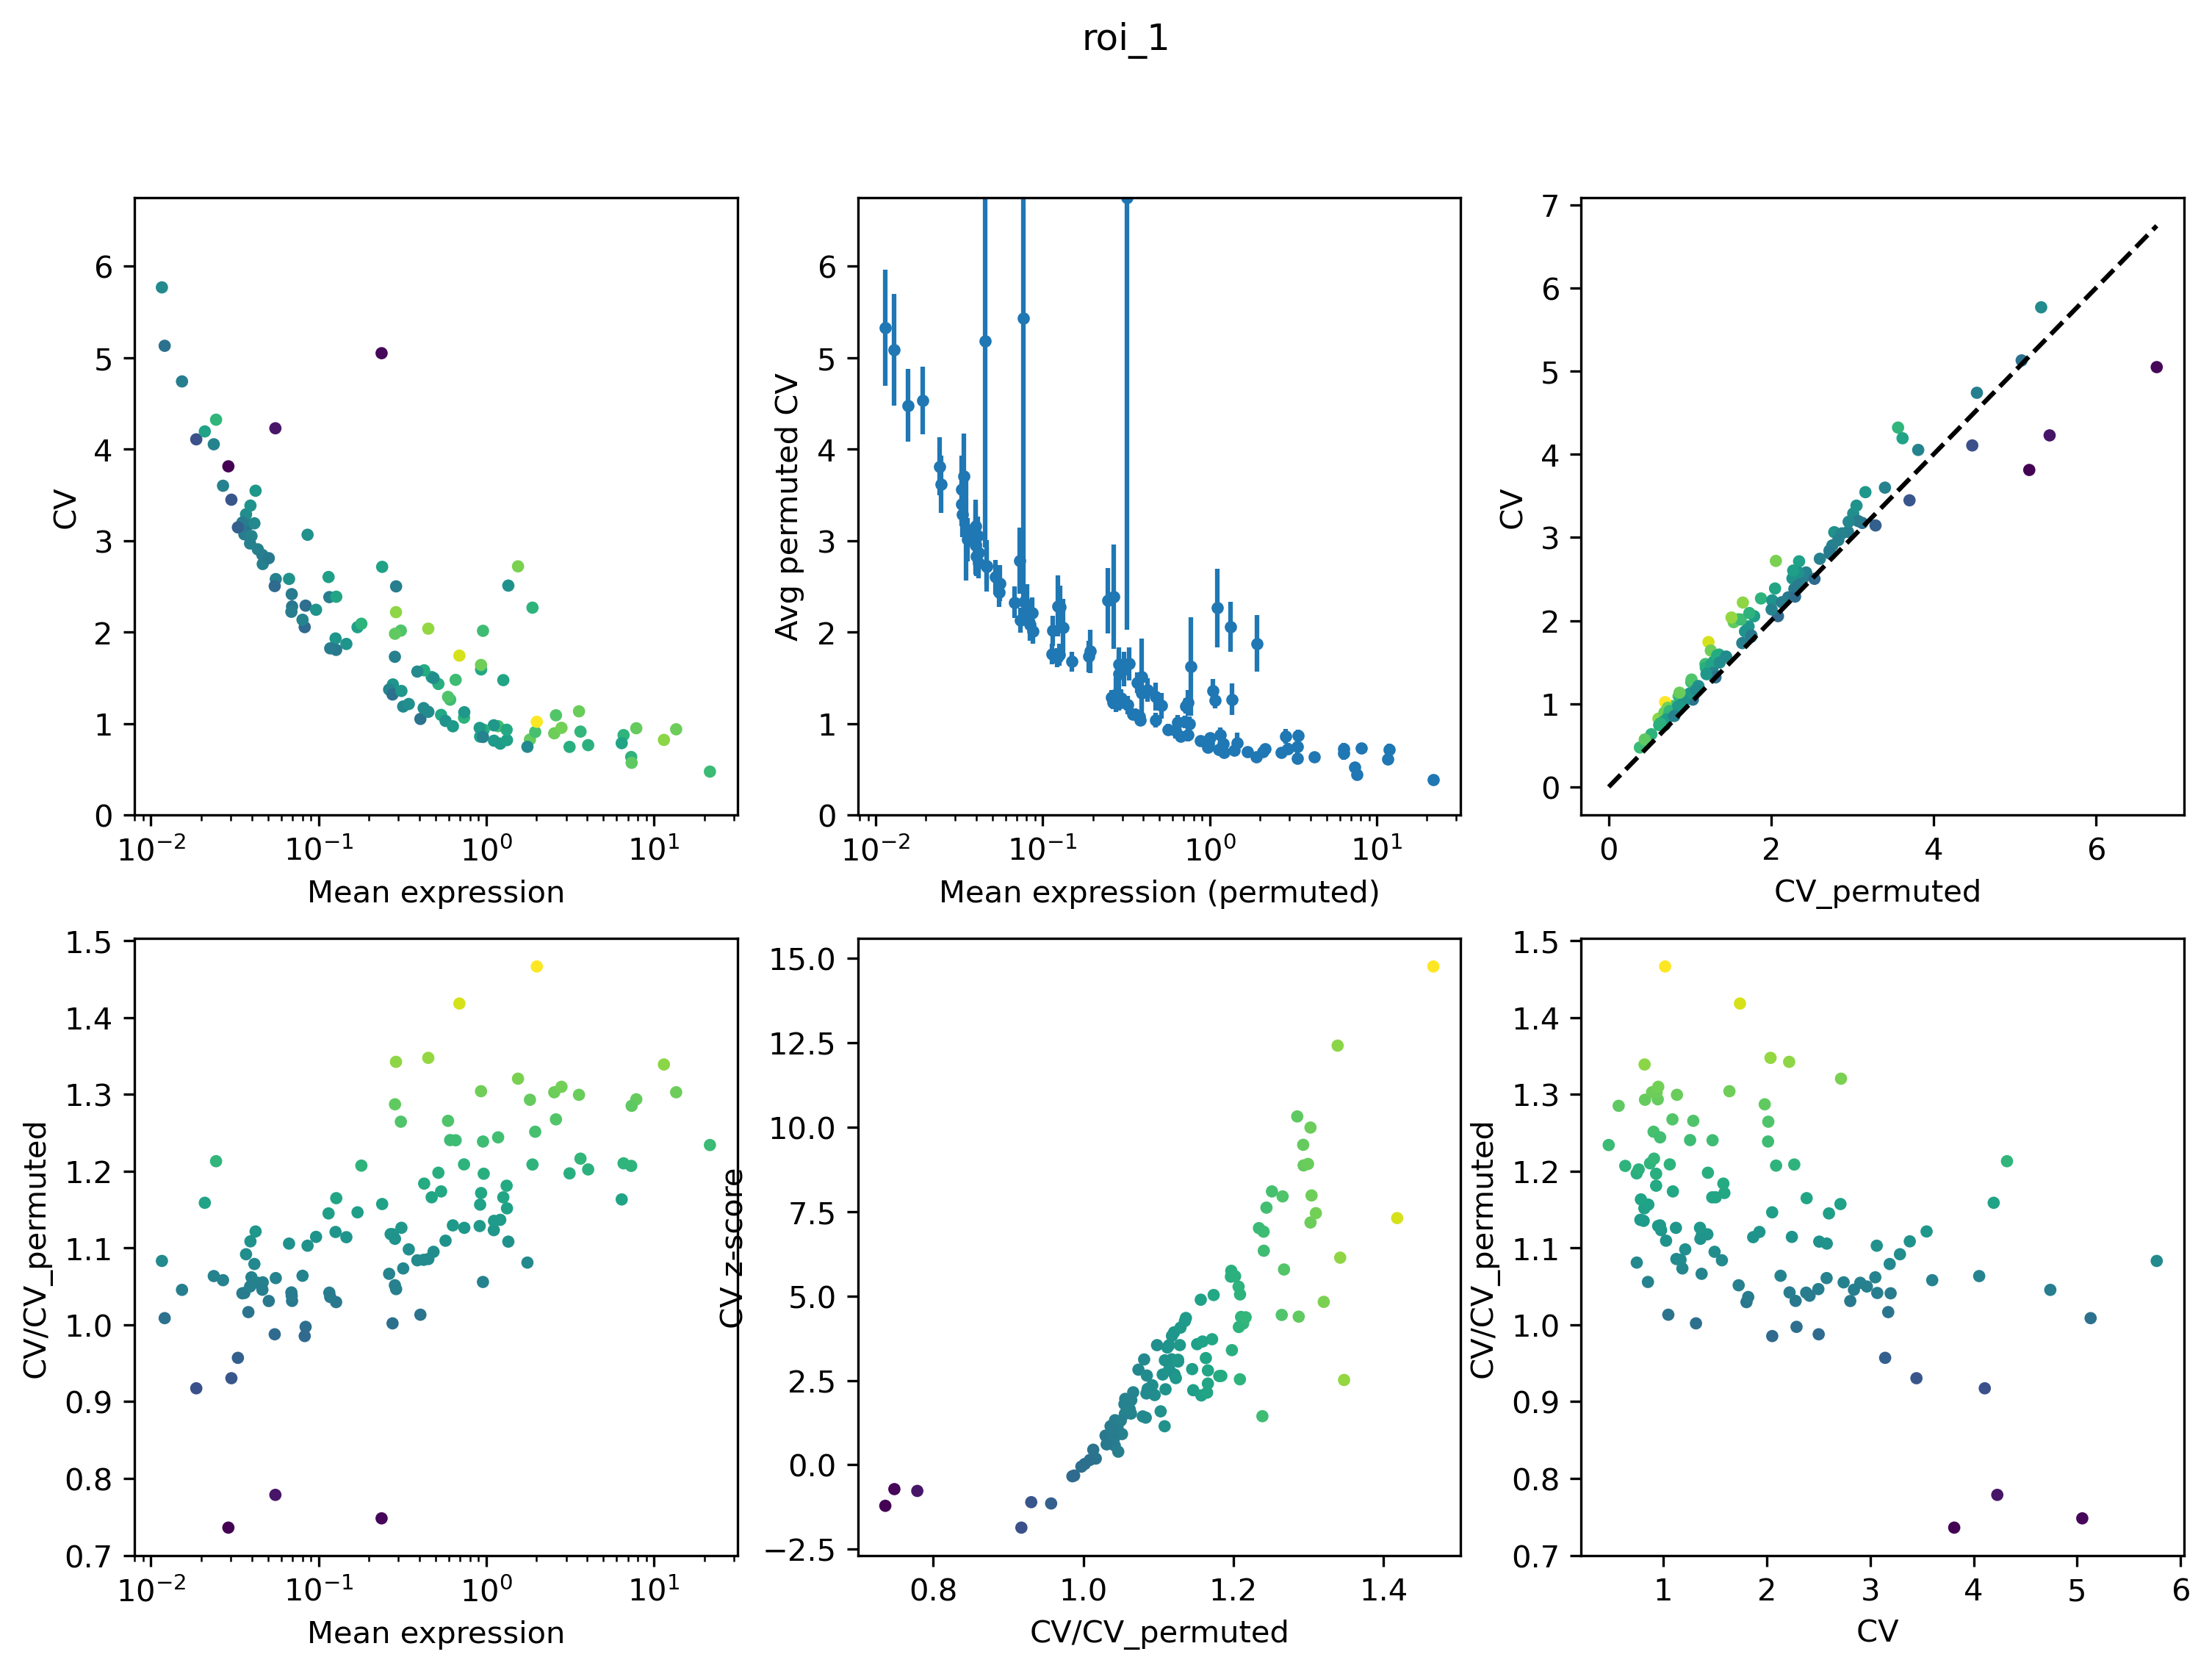 roi_1
CV
6
5
4
3
2
1
0
10⁻² 10⁻¹ 10⁰ 10¹
Mean expression
Avg permuted CV
6
5
4
3
2
1
0
10⁻² 10⁻¹ 10⁰ 10¹
Mean expression (permuted)
CV
7
6
5
4
3
2
1
0
0 2 4 6
CV_permuted
CV/CV_permuted
1.5
1.4
1.3
1.2
1.1
1.0
0.9
0.8
0.7
10⁻² 10⁻¹ 10⁰ 10¹
Mean expression
CV z-score
15.0
12.5
10.0
7.5
5.0
2.5
0.0
−2.5
0.8 1.0 1.2 1.4
CV/CV_permuted
CV/CV_permuted
1.5
1.4
1.3
1.2
1.1
1.0
0.9
0.8
0.7
1 2 3 4 5 6
CV